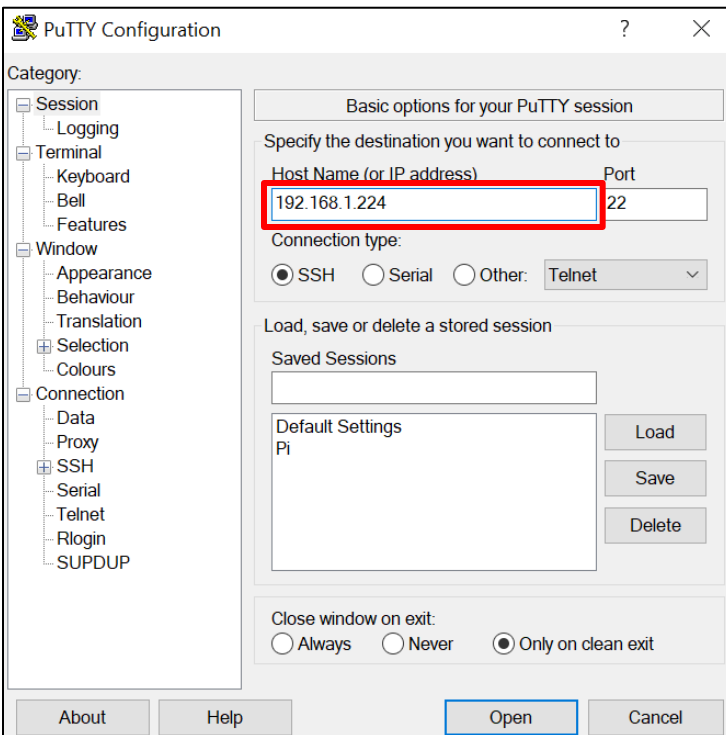 PuTTY Configuration
?
Category:
Session
Logging
Terminal
Keyboard
Bell
Features
Window
Appearance
Behaviour
Translation
Selection
Colours
Connection
Data
Proxy
SSH
Serial
Telnet
Rlogin
SUPDUP
Basic options for your PuTTY session
Specify the destination you want to connect to
Host Name (or IP address) Port
192.168.1.224 22
Connection type:
SSH Serial Other: Telnet
Load, save or delete a stored session
Saved Sessions
Default Settings
Pi
Load
Save
Delete
Close window on exit:
Always Never Only on clean exit
About Help Open Cancel